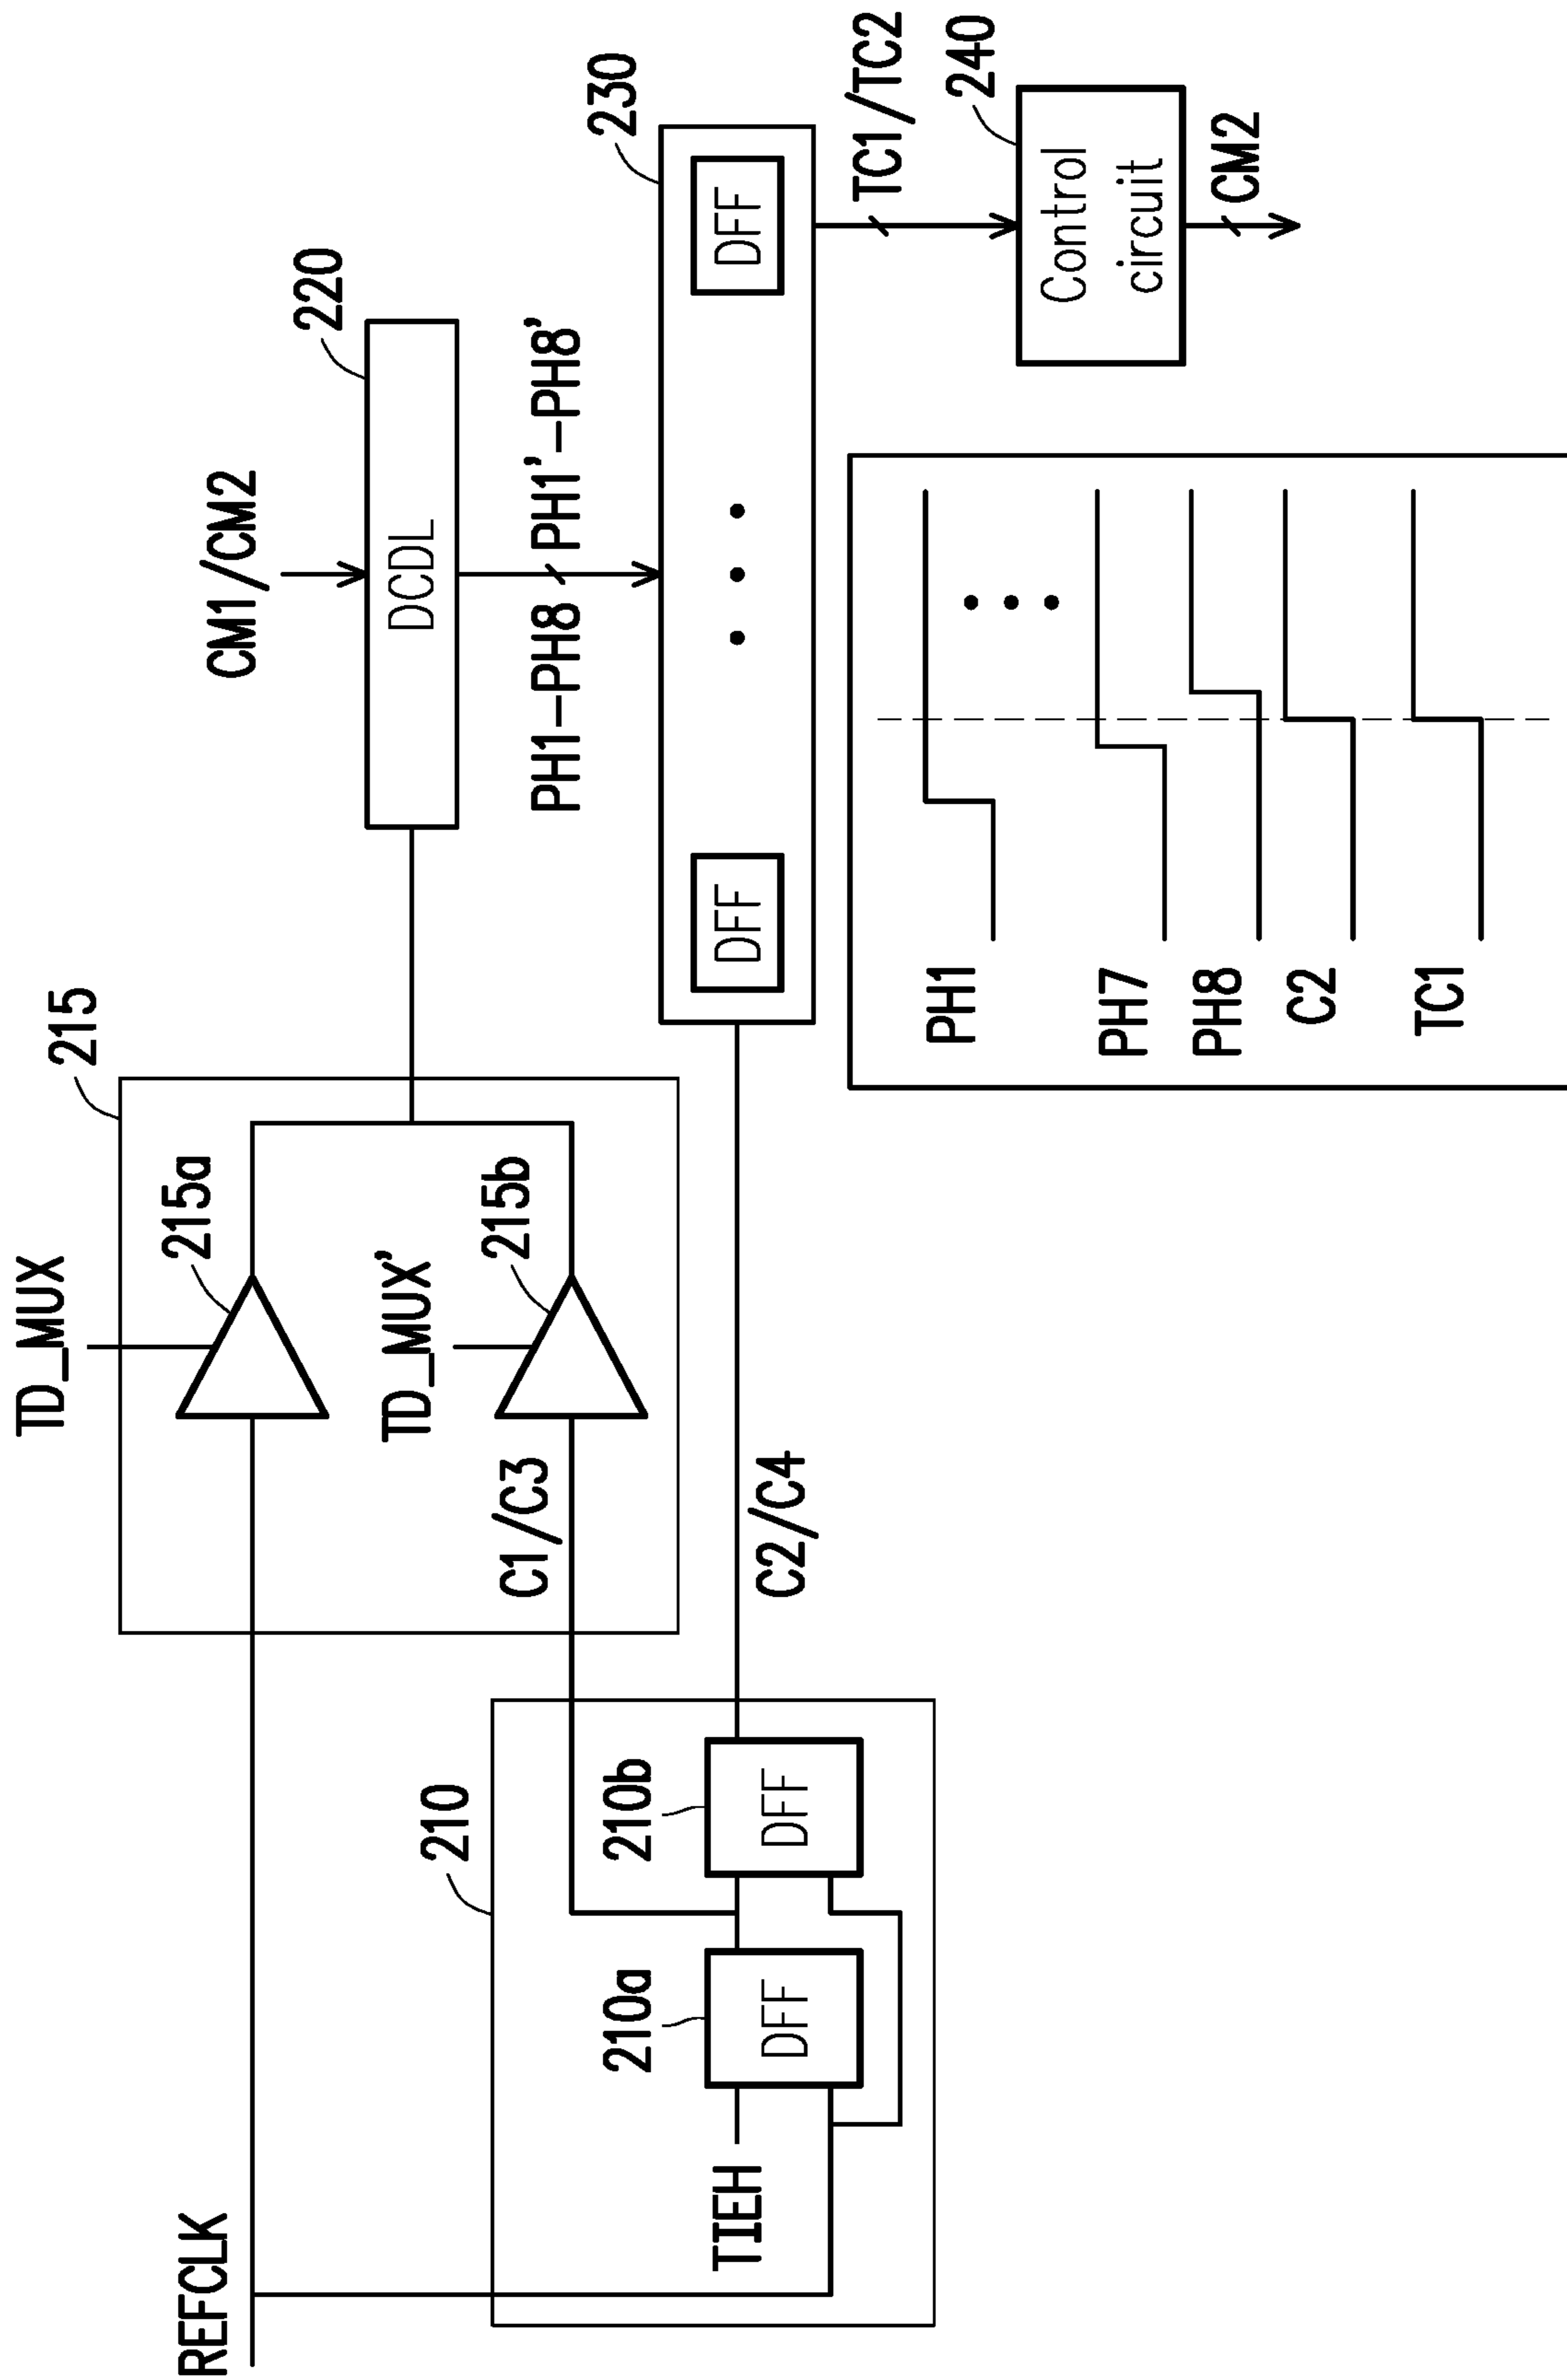 REFCLK
TD_MUX
215
215a
TD_MUX'
215b
C1/C3
210
210a
210b
TIEH
DFF
DFF
C2/C4
CM1/CM2
220
DCDL
PH1-PH8
PH1'-PH8'
230
DFF
DFF
TC1/TC2
240
Control
circuit
CM2
PH1
PH7
PH8
C2
TC1